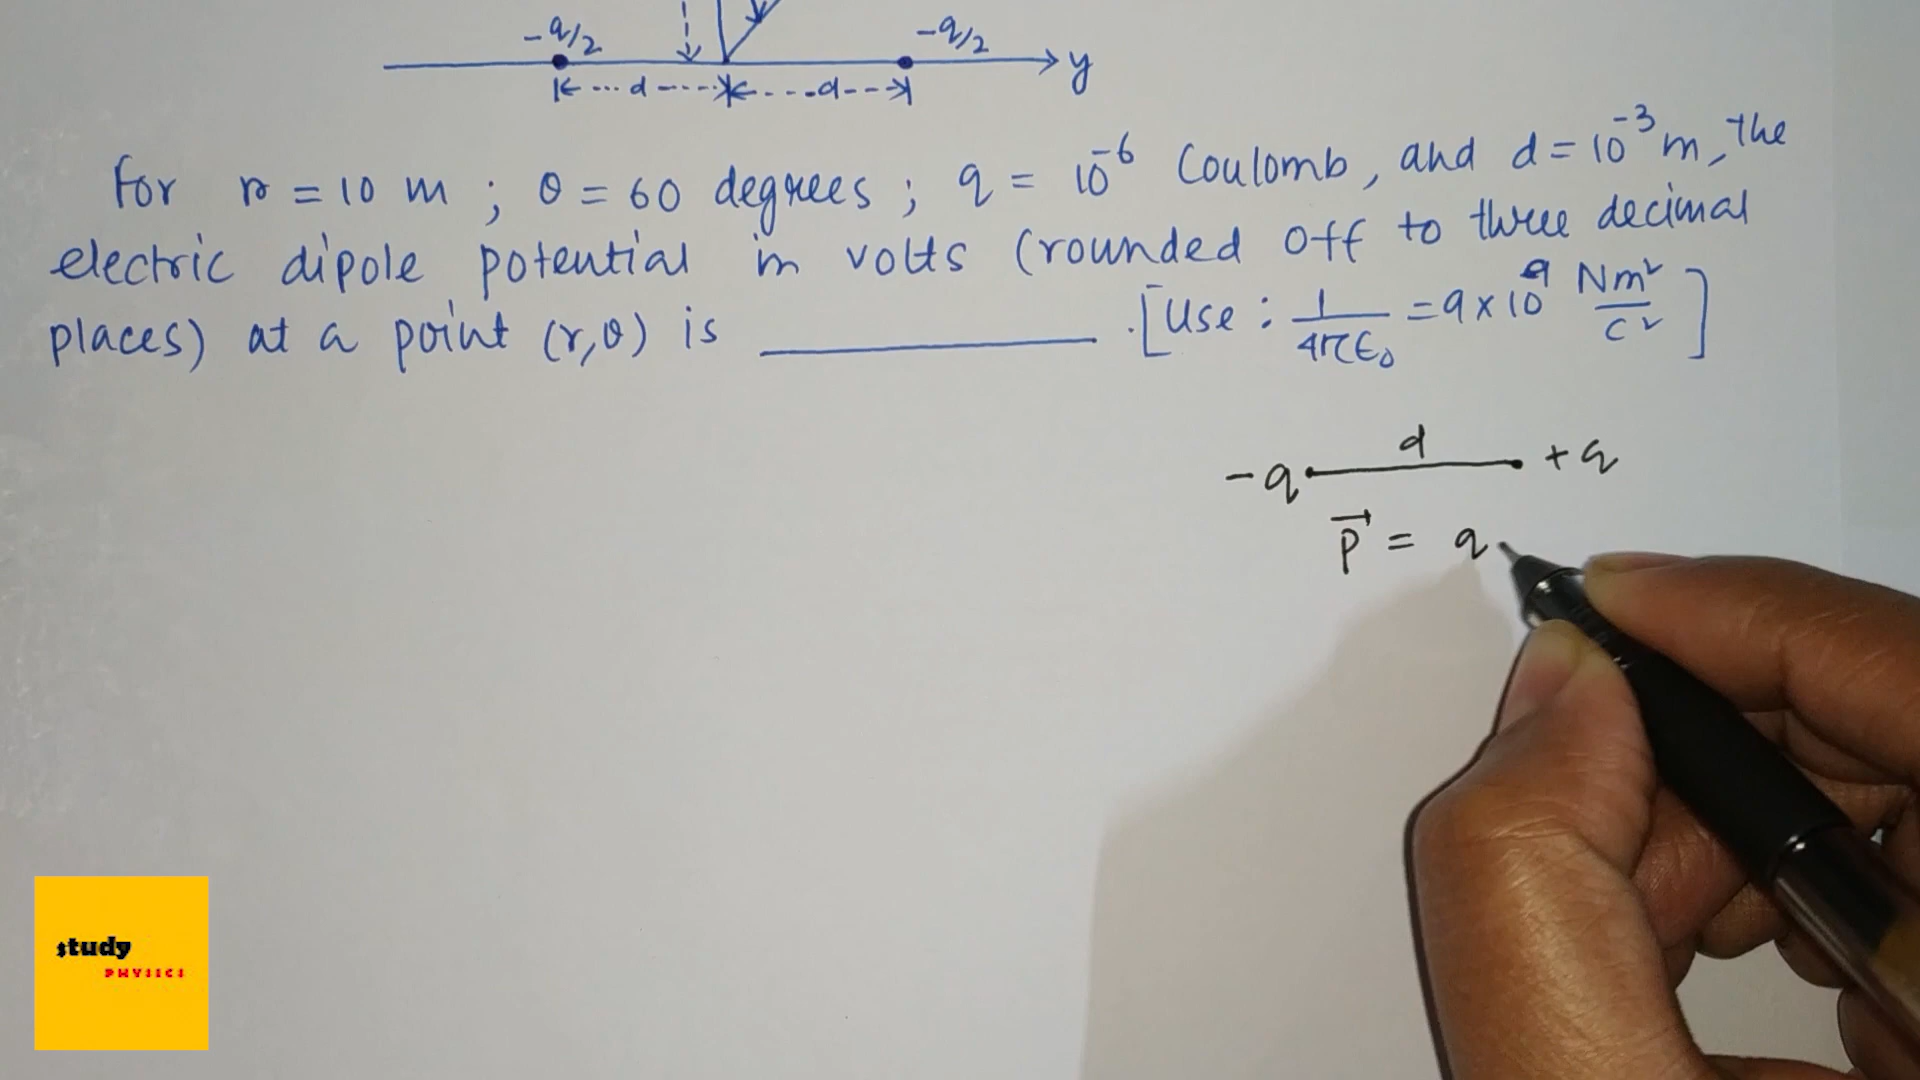 -q/2
-q/2
y
d
d
For r = 10 m ; θ = 60 degrees ; q = 10⁻⁶ Coulomb, and d = 10⁻³ m, the
electric dipole potential in volts (rounded off to three decimal
places) at a point (r,θ) is ________ . [Use : 1/4πε₀ = 9 x 10⁹ Nm²/C²]
-q d +q
p⃗ = q
study
PHYSICS